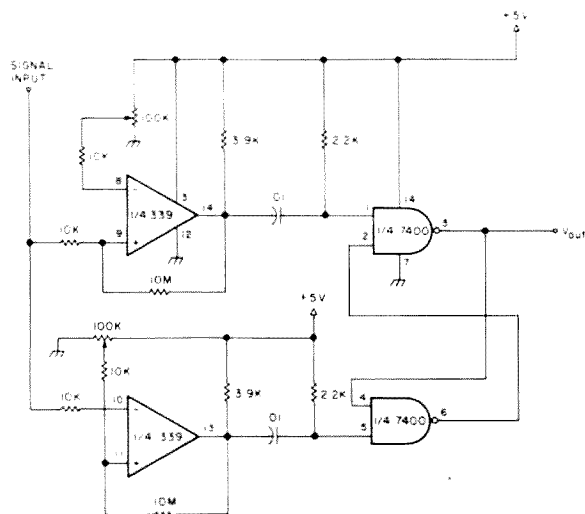 +5V
SIGNAL
INPUT
100K
10K
3.9K
2.2K
8
-
3
1/4 339
14
.01
1
14
12
10K
9
+
2
1/4 7400
3
Vout
7
10M
+5V
100K
10K
3.9K
2.2K
10K
10
-
4
1/4 339
13
.01
1/4 7400
6
11
+
5
10M